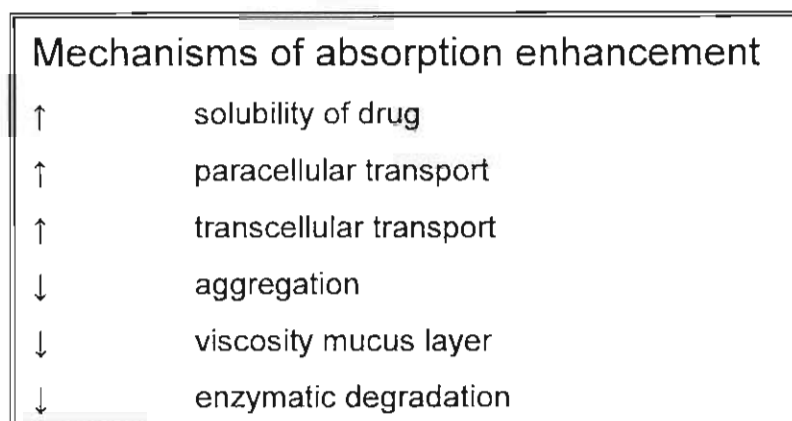 Mechanisms of absorption enhancement
↑ solubility of drug
↑ paracellular transport
↑ transcellular transport
↓ aggregation
↓ viscosity mucus layer
↓ enzymatic degradation